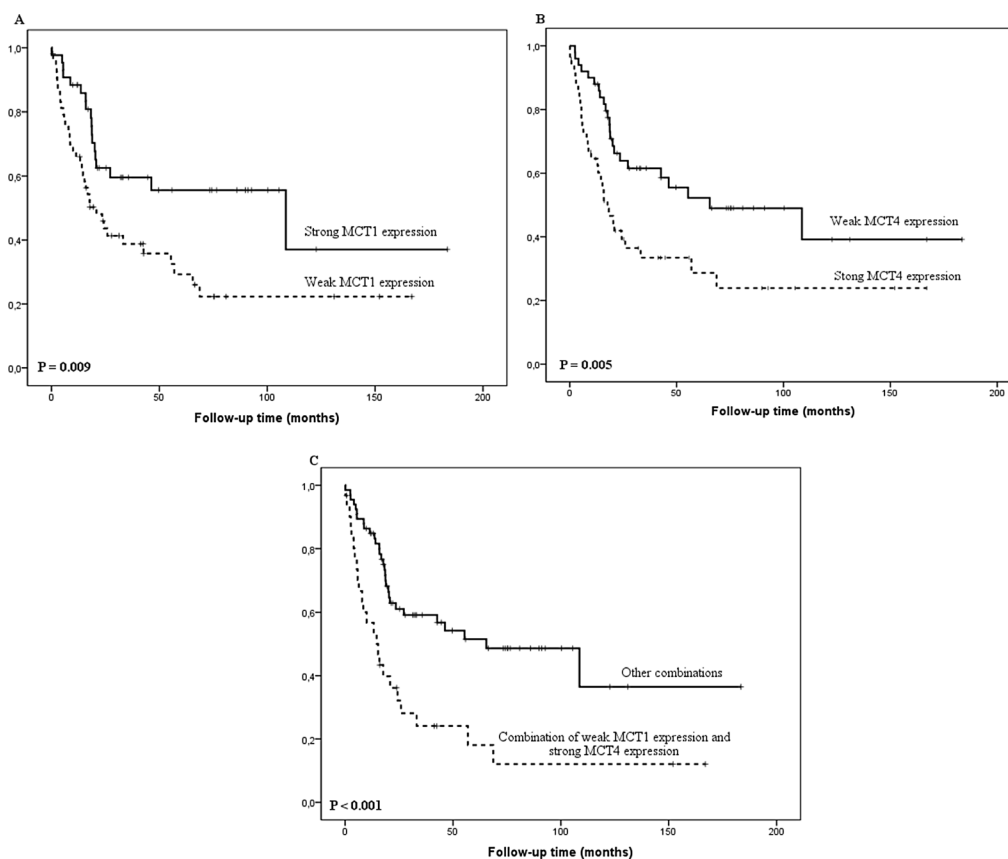 A
1,0
0,8
0,6
0,4
0,2
0,0
Strong MCT1 expression
Weak MCT1 expression
P = 0.009
0
50
100
150
200
Follow-up time (months)
B
1,0
0,8
0,6
0,4
0,2
0,0
Weak MCT4 expression
Stong MCT4 expression
P = 0.005
0
50
100
150
200
Follow-up time (months)
C
1,0
0,8
0,6
0,4
0,2
0,0
Other combinations
Combination of weak MCT1 expression and
strong MCT4 expression
P < 0.001
0
50
100
150
200
Follow-up time (months)